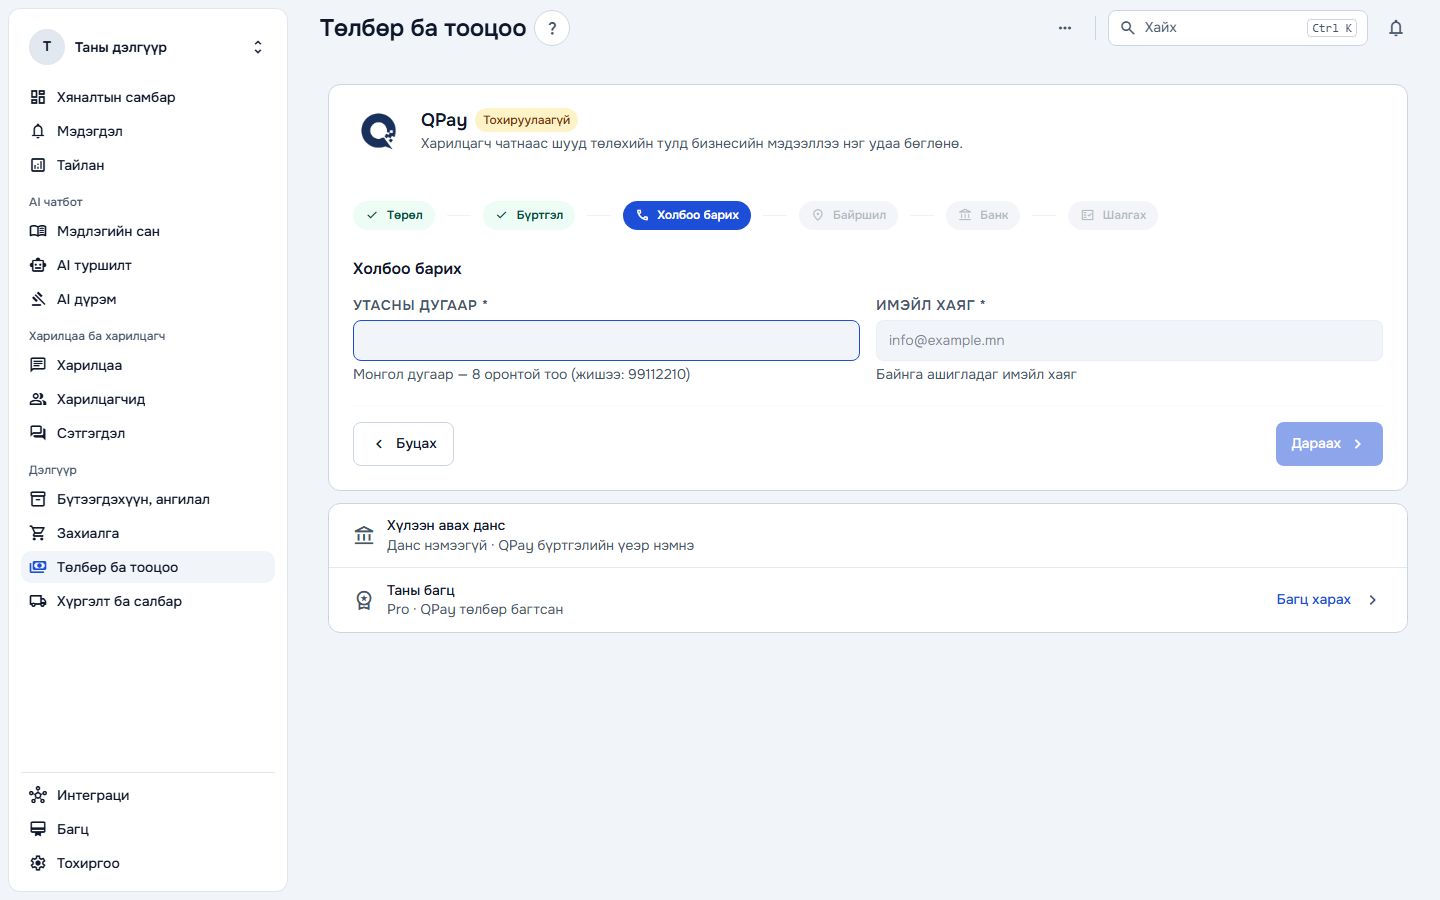 Т Таны дэлгүүр
Хяналтын самбар
Мэдэгдэл
Тайлан
AI чатбот
Мэдлэгийн сан
AI туршилт
AI дүрэм
Харилцаа ба харилцагч
Харилцаа
Харилцагчид
Сэтгэгдэл
Дэлгүүр
Бүтээгдэхүүн, ангилал
Захиалга
Төлбөр ба тооцоо
Хүргэлт ба салбар
Интеграци
Багц
Тохиргоо
Төлбөр ба тооцоо ?
Хайх Ctrl K
QPay Тохируулаагүй
Харилцагч чатнаас шууд төлөхийн тулд бизнесийн мэдээллээ нэг удаа бөглөнө.
Төрөл Бүртгэл Холбоо барих Байршил Банк Шалгах
Холбоо барих
УТАСНЫ ДУГААР * ИМЭЙЛ ХАЯГ *
info@example.mn
Монгол дугаар — 8 оронтой тоо (жишээ: 99112210) Байнга ашигладаг имэйл хаяг
Буцах Дараах
Хүлээн авах данс
Данс нэмээгүй · QPay бүртгэлийн үеэр нэмнэ
Таны багц
Pro · QPay төлбөр багтсан
Багц харах